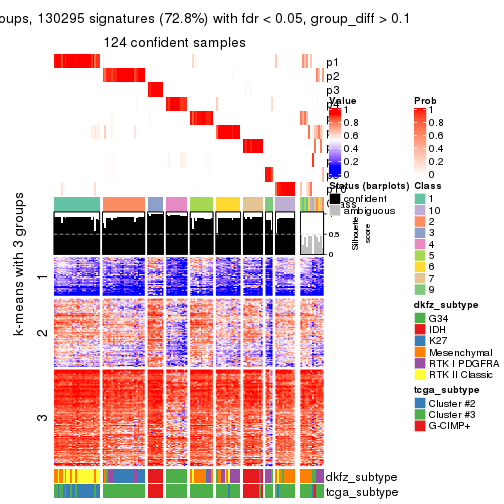 oups, 130295 signatures (72.8%) with fdr < 0.05, group_diff > 0.1
124 confident samples
p1
p2
p3
p4
Value
1
0.8
0.6
0.4
0.2
0
Prob
1
0.8
0.6
0.4
0.2
0
Status (barplots)
confident
ambiguous
Class
1
10
2
3
4
5
6
7
9
1
0.5
0
Silhouette
score
k-means with 3 groups
1
2
3
dkfz_subtype
G34
IDH
K27
Mesenchymal
RTK I PDGFRA
RTK II Classic
tcga_subtype
Cluster #2
Cluster #3
G-CIMP+
dkfz_subtype
tcga_subtype